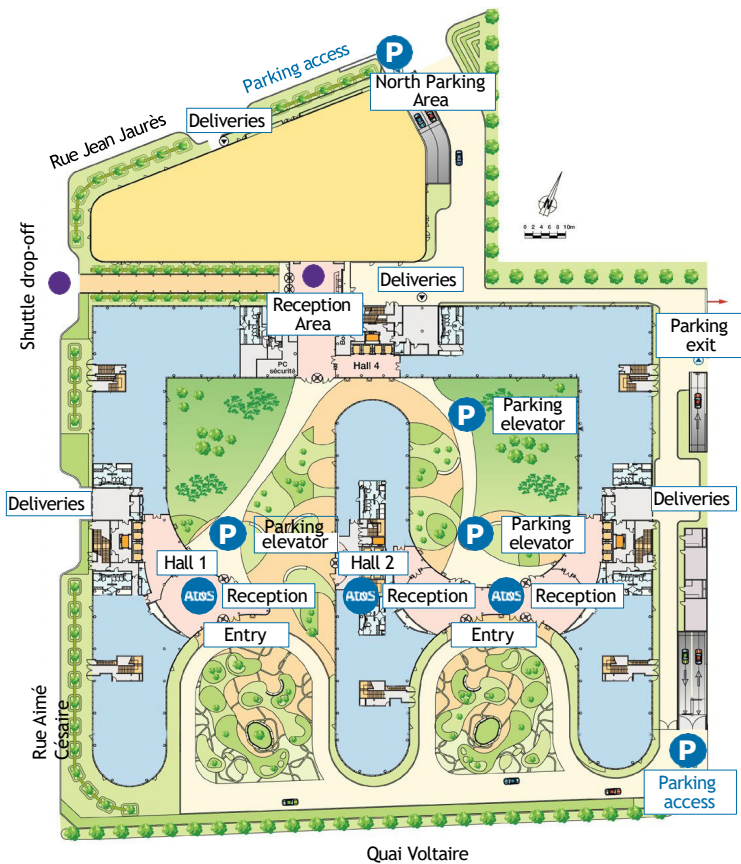 P
Parking access
North Parking
Area
Deliveries
Rue Jean Jaurès
0 2 4 6 8 10m
N
Shuttle drop-off
Deliveries
Reception
Area
Parking
exit
PC
sécurité
Hall 4
P
Parking
elevator
Deliveries
Deliveries
P
Parking
elevator
P
Parking
elevator
Hall 1
Hall 2
Atos
Reception
Atos
Reception
Atos
Reception
Entry
Entry
Rue Aimé
Césaire
P
Parking
access
Quai Voltaire